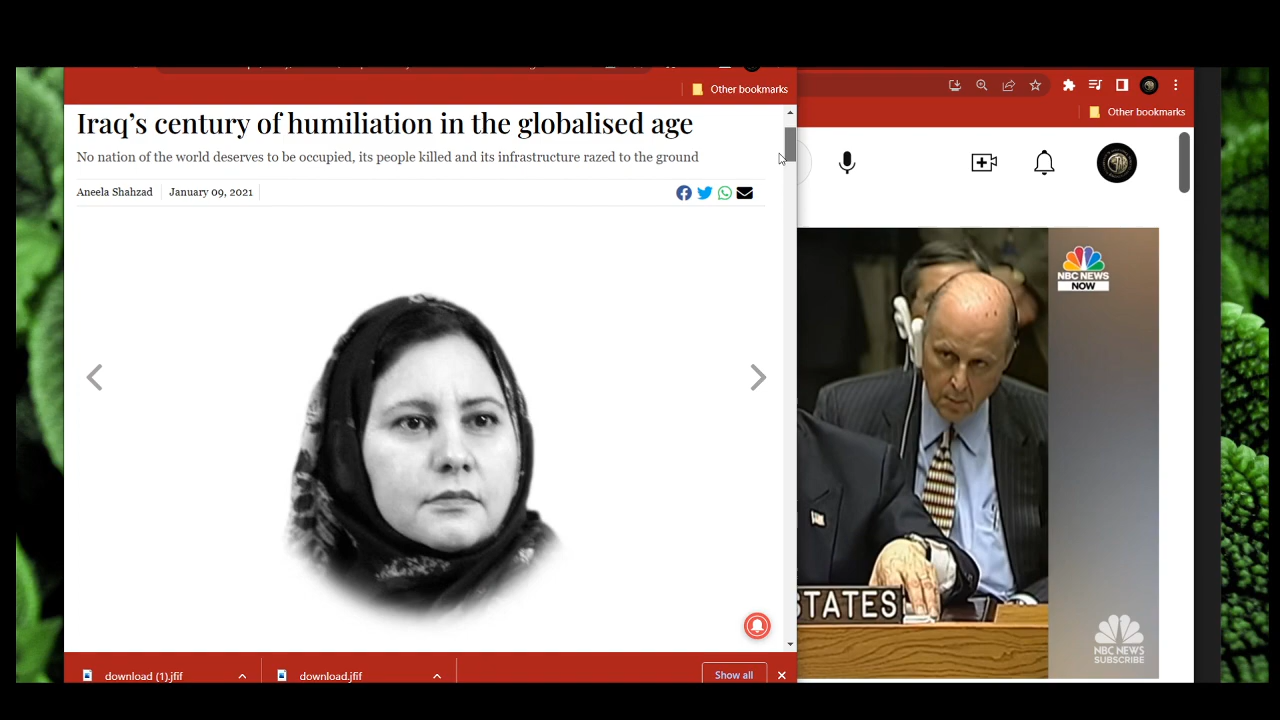 Other bookmarks
Other bookmarks
Iraq's century of humiliation in the globalised age
No nation of the world deserves to be occupied, its people killed and its infrastructure razed to the ground
Aneela Shahzad
January 09, 2021
NBC NEWS
NOW
STATES
NBC NEWS
SUBSCRIBE
download (1).jfif
download.jfif
Show all